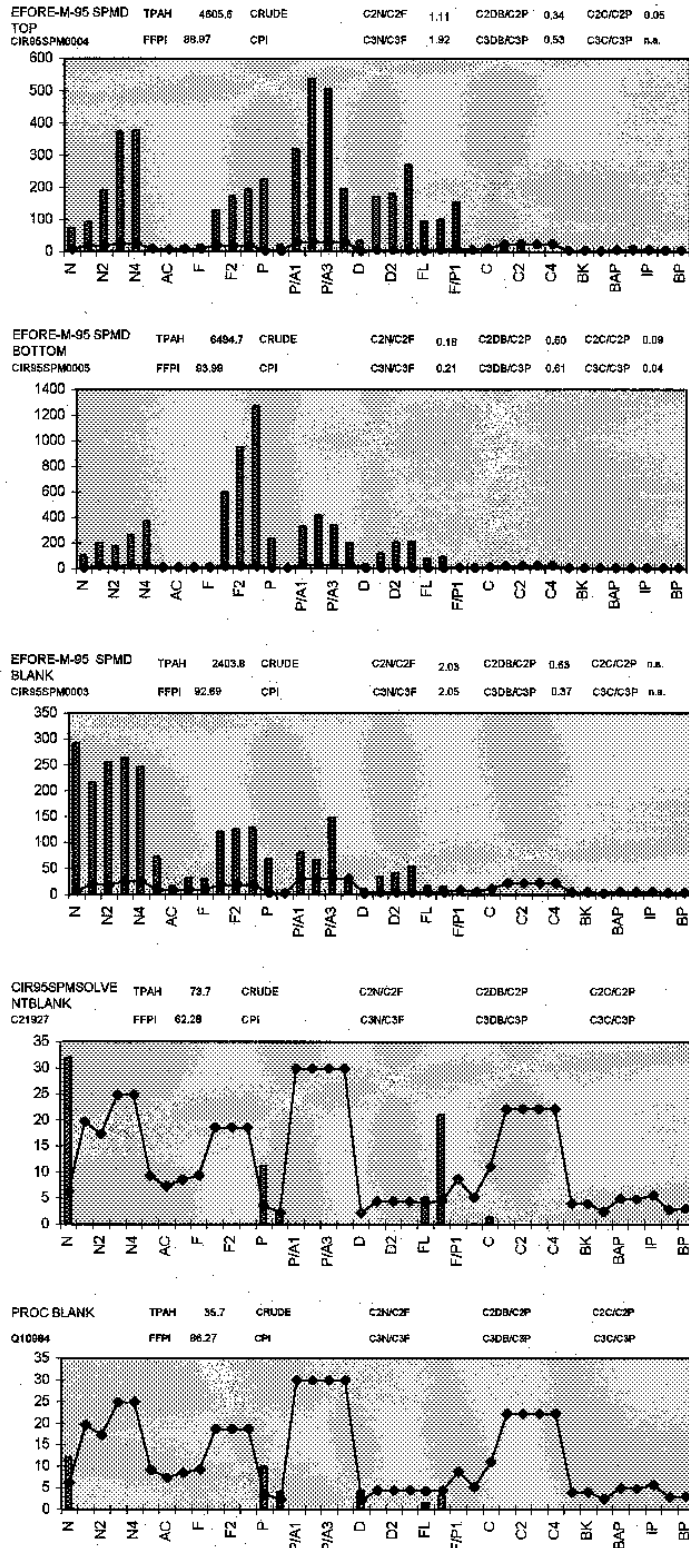 EFORE-M-95 SPMD TPAH 4605.6 CRUDE C2N/C2F 1.11 C2DB/C2P 0.34 C2C/C2P 0.05
TOP
CIR95SPM0004 FFPI 88.97 CPI C3N/C3F 1.92 C3DB/C3P 0.53 C3C/C3P n.a.
600
500
400
300
200
100
0
N N2 N4 AC F F2 P P/A1 P/A3 D D2 FL F/P1 C C2 C4 BK BAP IP BP
EFORE-M-95 SPMD TPAH 6494.7 CRUDE C2N/C2F 0.18 C2DB/C2P 0.50 C2C/C2P 0.09
BOTTOM
CIR95SPM0005 FFPI 93.99 CPI C3N/C3F 0.21 C3DB/C3P 0.61 C3C/C3P 0.04
1400
1200
1000
800
600
400
200
0
N N2 N4 AC F F2 P P/A1 P/A3 D D2 FL F/P1 C C2 C4 BK BAP IP BP
EFORE-M-95 SPMD TPAH 2403.8 CRUDE C2N/C2F 2.03 C2DB/C2P 0.63 C2C/C2P n.a.
BLANK
CIR95SPM0003 FFPI 92.69 CPI C3N/C3F 2.05 C3DB/C3P 0.37 C3C/C3P n.a.
350
300
250
200
150
100
50
0
N N2 N4 AC F F2 P P/A1 P/A3 D D2 FL F/P1 C C2 C4 BK BAP IP BP
CIR95SPMSOLVE TPAH 73.7 CRUDE C2N/C2F C2DB/C2P C2C/C2P
NTBLANK
C21927 FFPI 62.28 CPI C3N/C3F C3DB/C3P C3C/C3P
35
30
25
20
15
10
5
0
N N2 N4 AC F F2 P P/A1 P/A3 D D2 FL F/P1 C C2 C4 BK BAP IP BP
PROC BLANK TPAH 35.7 CRUDE C2N/C2F C2DB/C2P C2C/C2P
Q10984 FFPI 86.27 CPI C3N/C3F C3DB/C3P C3C/C3P
35
30
25
20
15
10
5
0
N N2 N4 AC F F2 P P/A1 P/A3 D D2 FL F/P1 C C2 C4 BK BAP IP BP